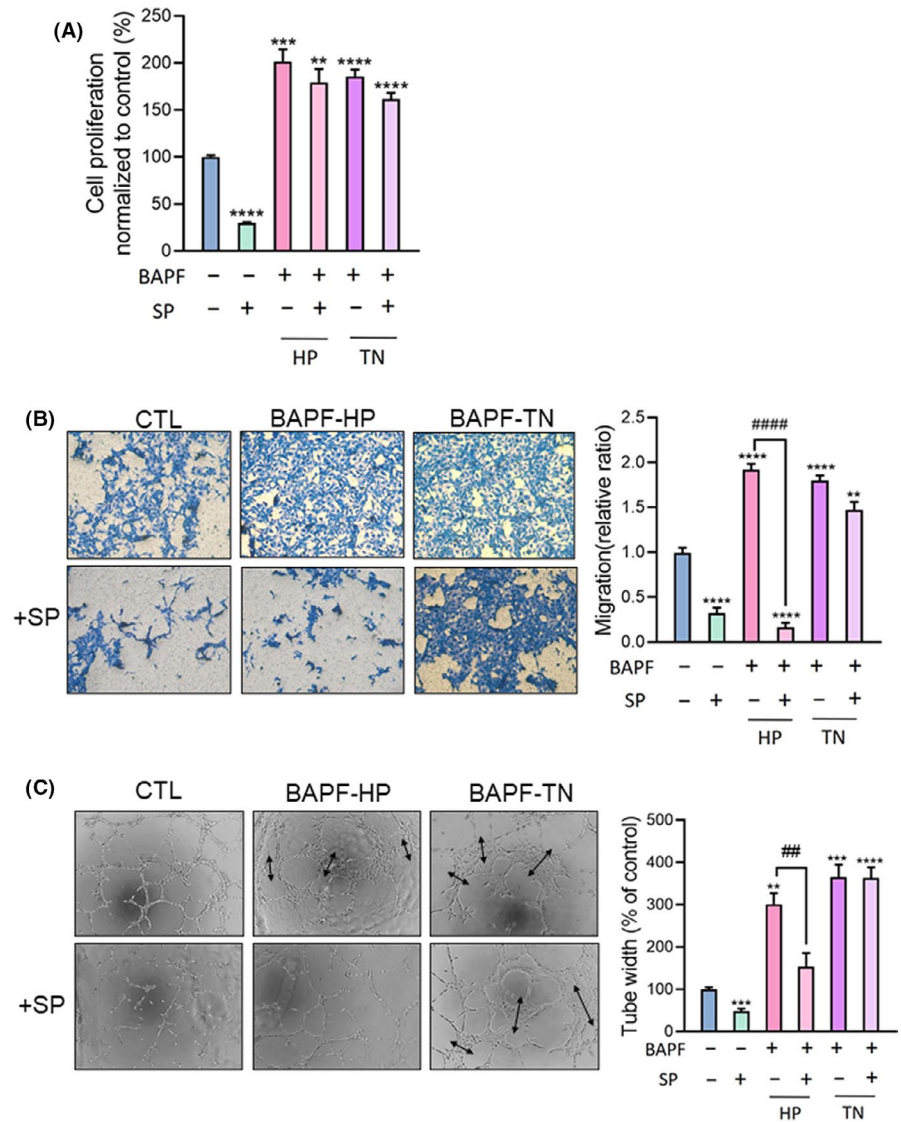 (A)
Cell proliferation
normalized to control (%)
250
200
150
100
50
0
****
***
**
****
****
BAPF – – + + + +
SP – + – + – +
HP TN
(B)
CTL BAPF-HP BAPF-TN
+SP
Migration(relative ratio)
2.5
2.0
1.5
1.0
0.5
0.0
####
****
****
****
****
**
BAPF – – + + + +
SP – + – + – +
HP TN
(C)
CTL BAPF-HP BAPF-TN
+SP
Tube width (% of control)
500
400
300
200
100
0
##
***
**
***
****
BAPF – – + + + +
SP – + – + – +
HP TN